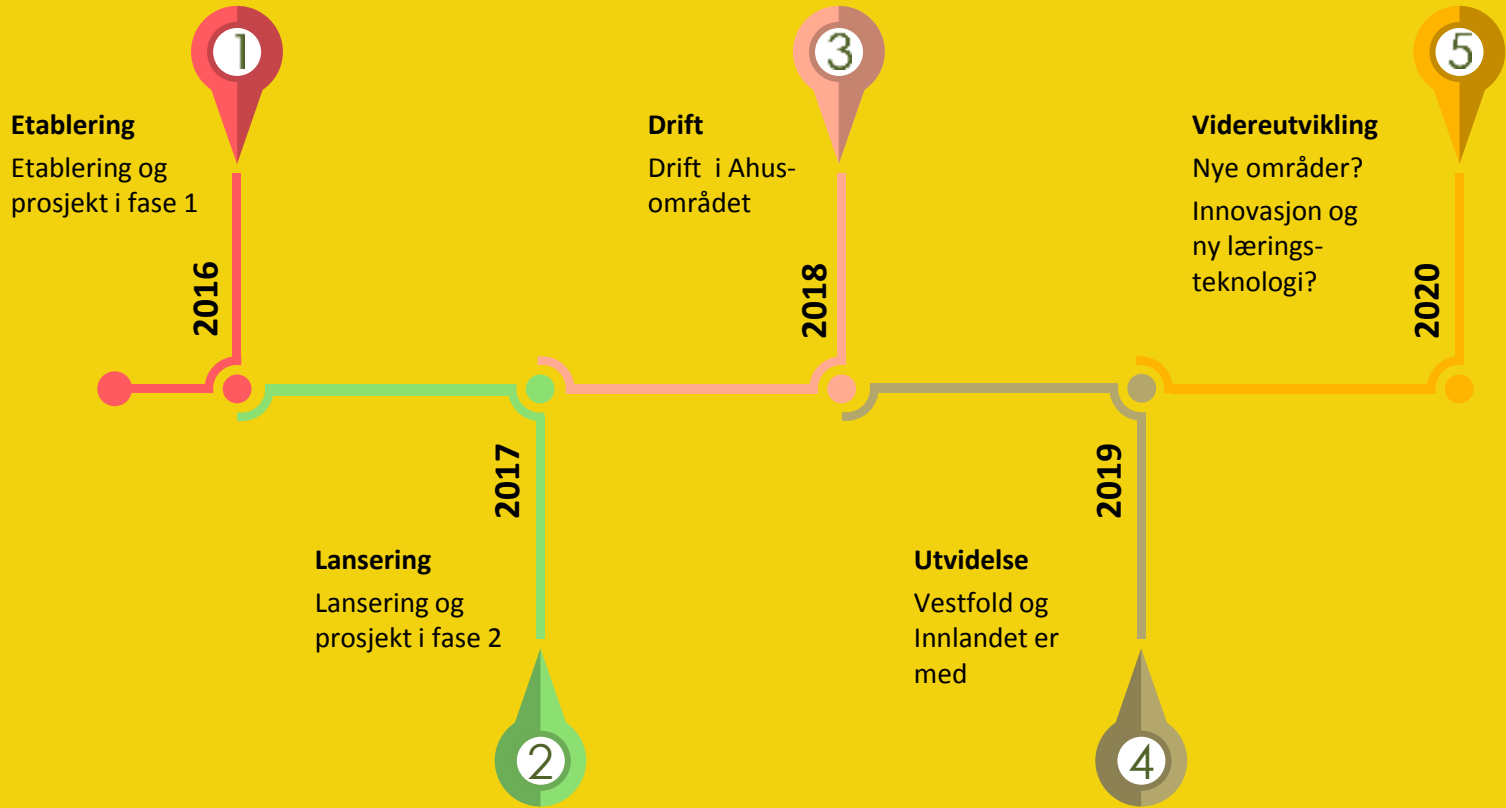 1
Etablering
Etablering og
prosjekt i fase 1
2016
2017
Lansering
Lansering og
prosjekt i fase 2
2
3
Drift
Drift i Ahus-
området
2018
2019
Utvidelse
Vestfold og
Innlandet er
med
4
5
Videreutvikling
Nye områder?
Innovasjon og
ny lærings-
teknologi?
2020